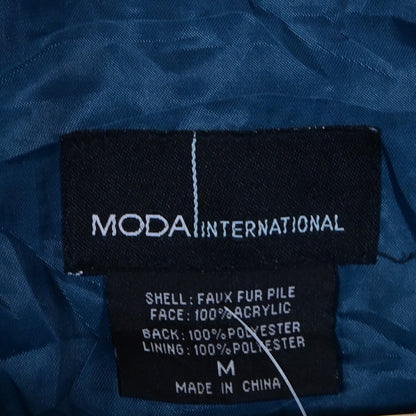 MODA INTERNATIONAL
SHELL: FAUX FUR PILE
FACE: 100% ACRYLIC
BACK: 100% POLYESTER
LINING: 100% POLYESTER
M
MADE IN CHINA